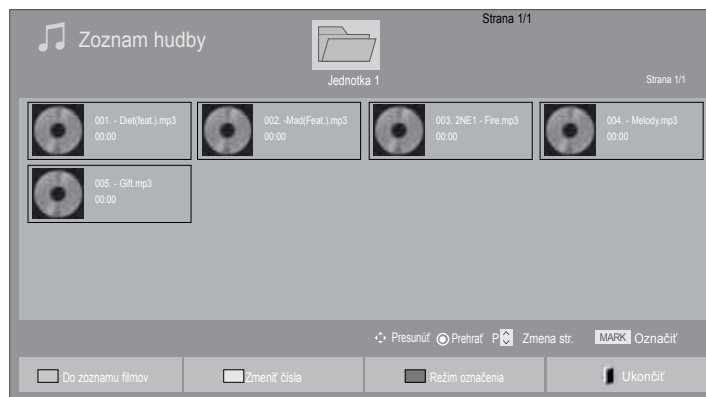 Strana 1/1
Zoznam hudby
Jednotka 1
Strana 1/1
001. - Diet(feat.).mp3
00:00
002. -Mad(Feat.).mp3
00:00
003. 2NE1 - Fire.mp3
00:00
004. - Melody.mp3
00:00
005. - Gift.mp3
00:00
Presunúť Prehrať P Zmena str. MARK Označiť
Do zoznamu filmov Zmeniť čísla Režim označenia Ukončiť